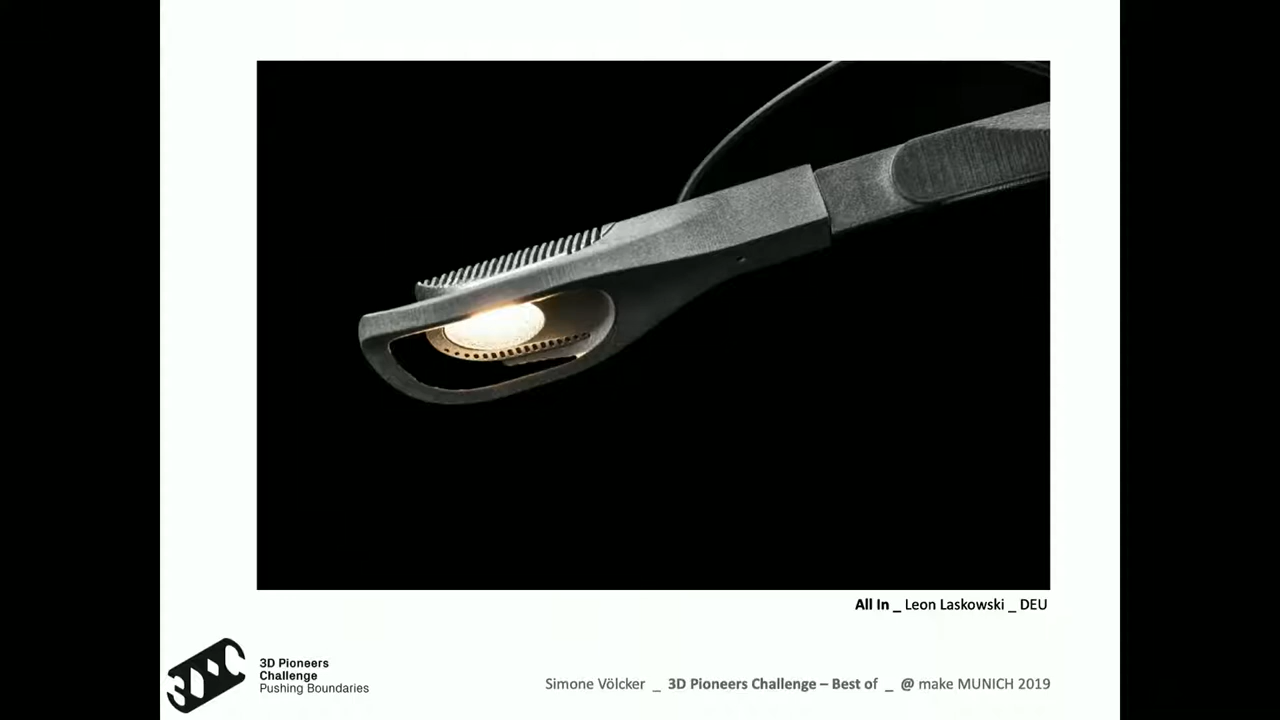 All In _ Leon Laskowski _ DEU
3D Pioneers
Challenge
Pushing Boundaries
Simone Völcker _ 3D Pioneers Challenge – Best of _ @ make MUNICH 2019